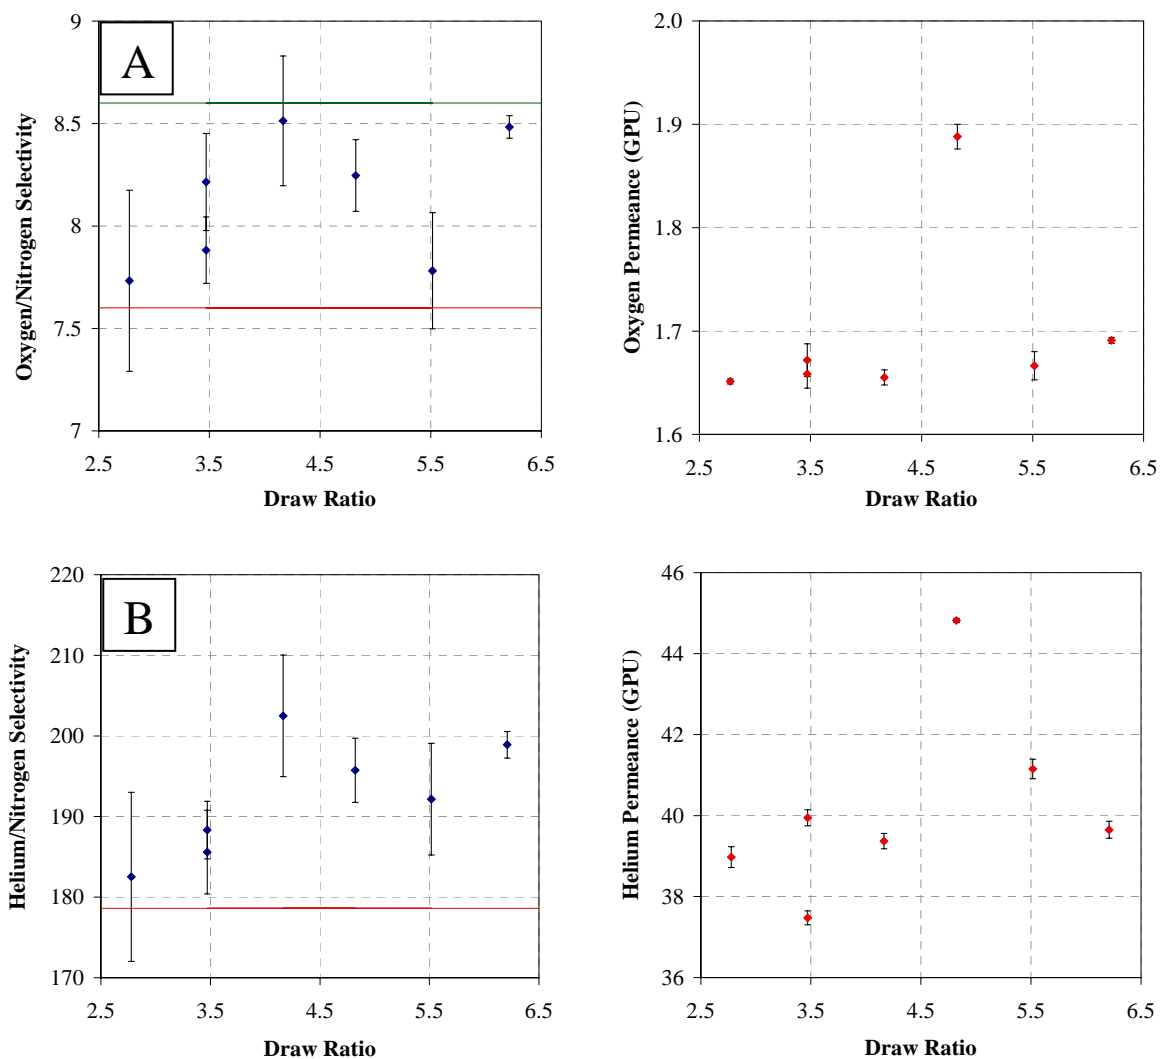 A
Oxygen/Nitrogen Selectivity
9
8.5
8
7.5
7
2.5 3.5 4.5 5.5 6.5
Draw Ratio
Oxygen Permeance (GPU)
2.0
1.9
1.8
1.7
1.6
2.5 3.5 4.5 5.5 6.5
Draw Ratio
B
Helium/Nitrogen Selectivity
220
210
200
190
180
170
2.5 3.5 4.5 5.5 6.5
Draw Ratio
Helium Permeance (GPU)
46
44
42
40
38
36
2.5 3.5 4.5 5.5 6.5
Draw Ratio